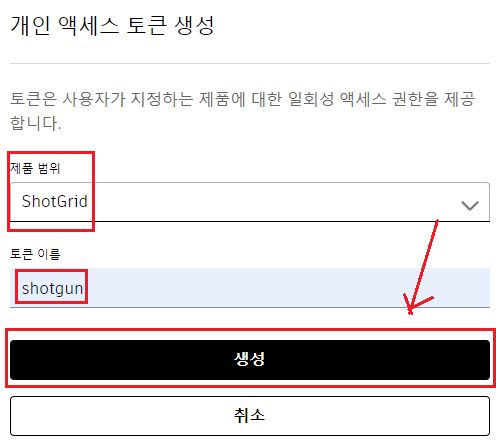 개인 액세스 토큰 생성
토큰은 사용자가 지정하는 제품에 대한 일회성 액세스 권한을 제공
합니다.
제품 범위
ShotGrid
토큰 이름
shotgun
생성
취소